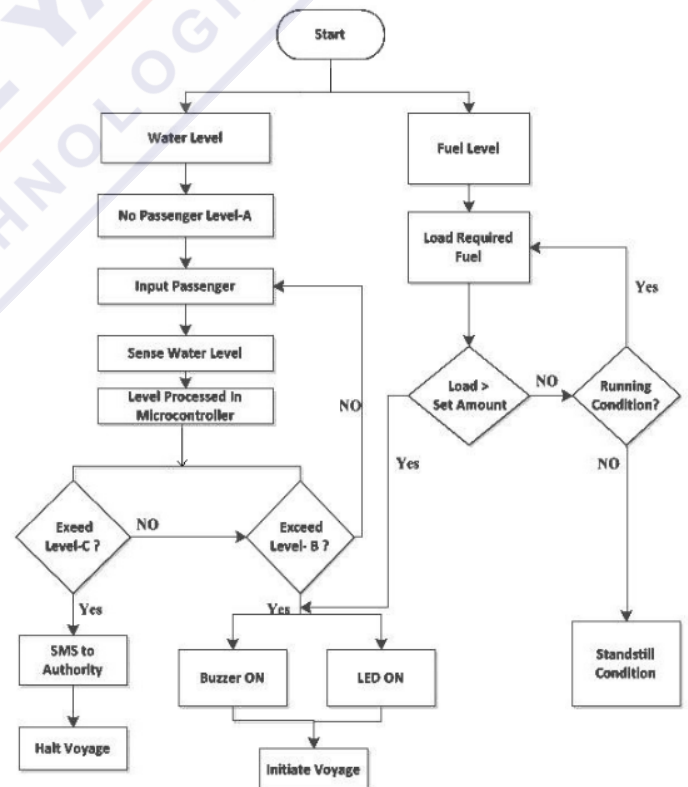 Start
Water Level
Fuel Level
No Passenger Level-A
Load Required
Fuel
Input Passenger
Yes
Sense Water Level
Level Processed In
Microcontroller
Load >
Set Amount
NO
Running
Condition?
NO
Yes
NO
Exeed
Level-C ?
NO
Exceed
Level- B ?
Yes
Yes
SMS to
Authority
Buzzer ON
LED ON
Standstill
Condition
Halt Voyage
Initiate Voyage